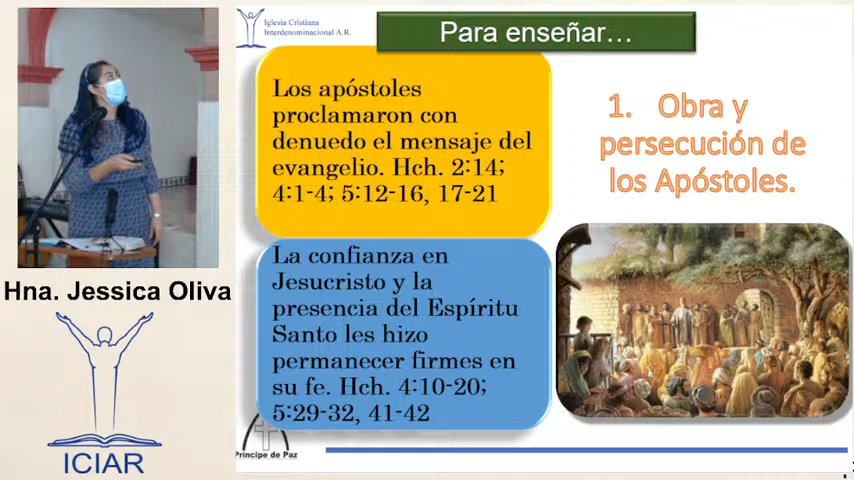 Iglesia Cristiana
Interdenominacional A.R.
Para enseñar...
Los apóstoles
proclamaron con
denuedo el mensaje del
evangelio. Hch. 2:14;
4:1-4; 5:12-16, 17-21
1. Obra y
persecución de
los Apóstoles.
La confianza en
Jesucristo y la
presencia del Espíritu
Santo les hizo
permanecer firmes en
su fe. Hch. 4:10-20;
5:29-32, 41-42
Hna. Jessica Oliva
ICIAR
Príncipe de Paz